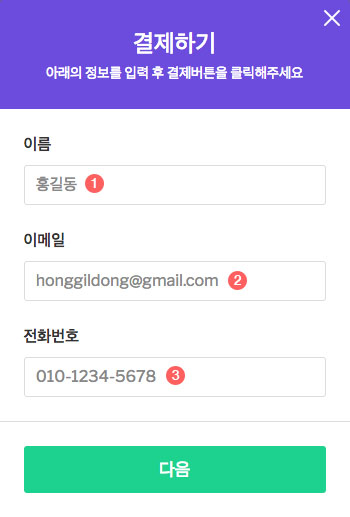 결제하기
아래의 정보를 입력 후 결제버튼을 클릭해주세요
이름
홍길동 1
이메일
honggildong@gmail.com 2
전화번호
010-1234-5678 3
다음